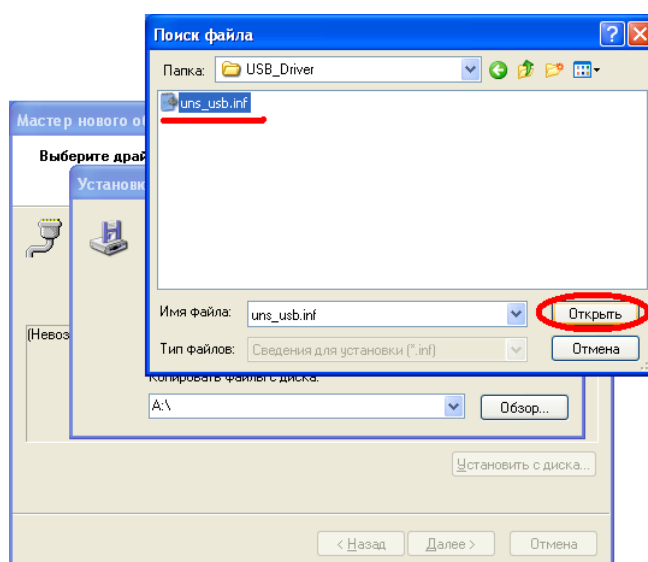 Поиск файла
Папка: USB_Driver
uns_usb.inf
Имя файла: uns_usb.inf
Открыть
Тип файлов: Сведения для установки (*.inf)
Отмена
Мастер нового об
Выберите драй
Установк
(Невоз
Копировать файлы с диска:
A:\
Обзор...
Установить с диска...
< Назад
Далее >
Отмена